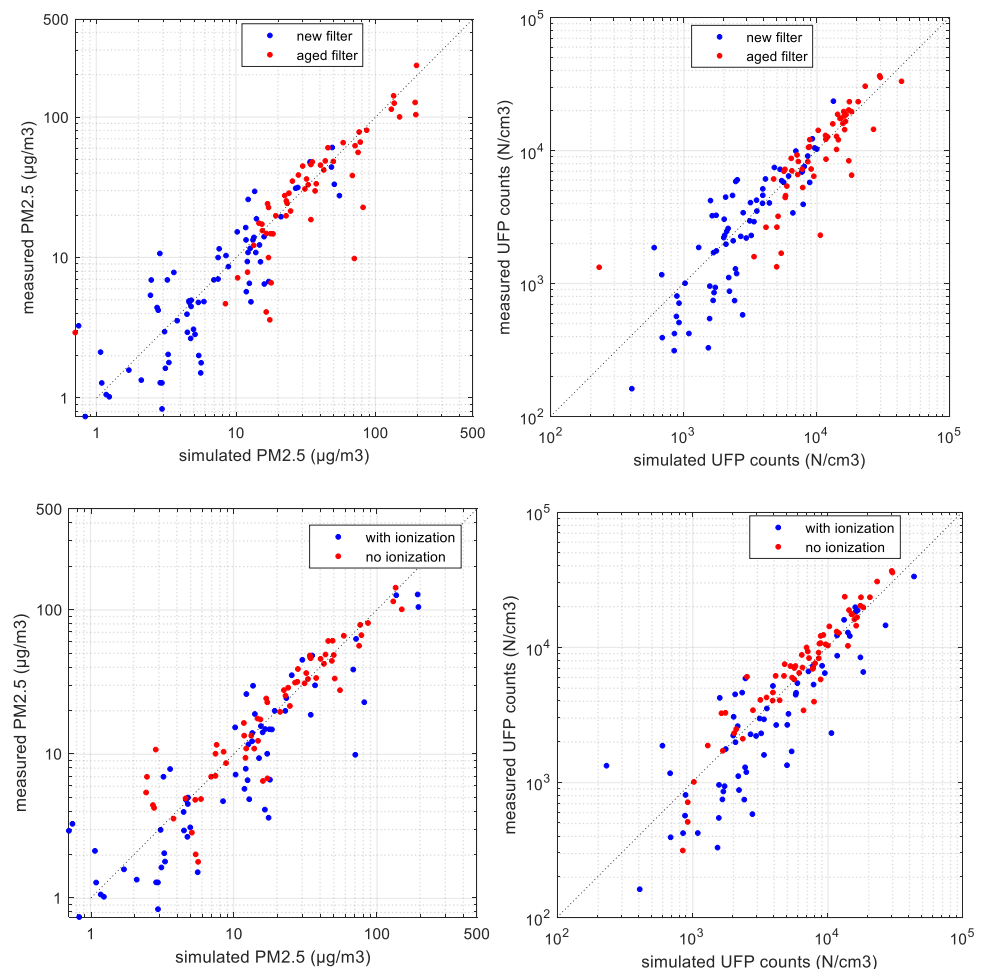 500
100
10
1
measured PM2.5 (µg/m3)
new filter
aged filter
1
10
100
500
simulated PM2.5 (µg/m3)
10^5
10^4
10^3
10^2
measured UFP counts (N/cm3)
new filter
aged filter
10^2
10^3
10^4
10^5
simulated UFP counts (N/cm3)
500
100
10
1
measured PM2.5 (µg/m3)
with ionization
no ionization
1
10
100
500
simulated PM2.5 (µg/m3)
10^5
10^4
10^3
10^2
measured UFP counts (N/cm3)
with ionization
no ionization
10^2
10^3
10^4
10^5
simulated UFP counts (N/cm3)